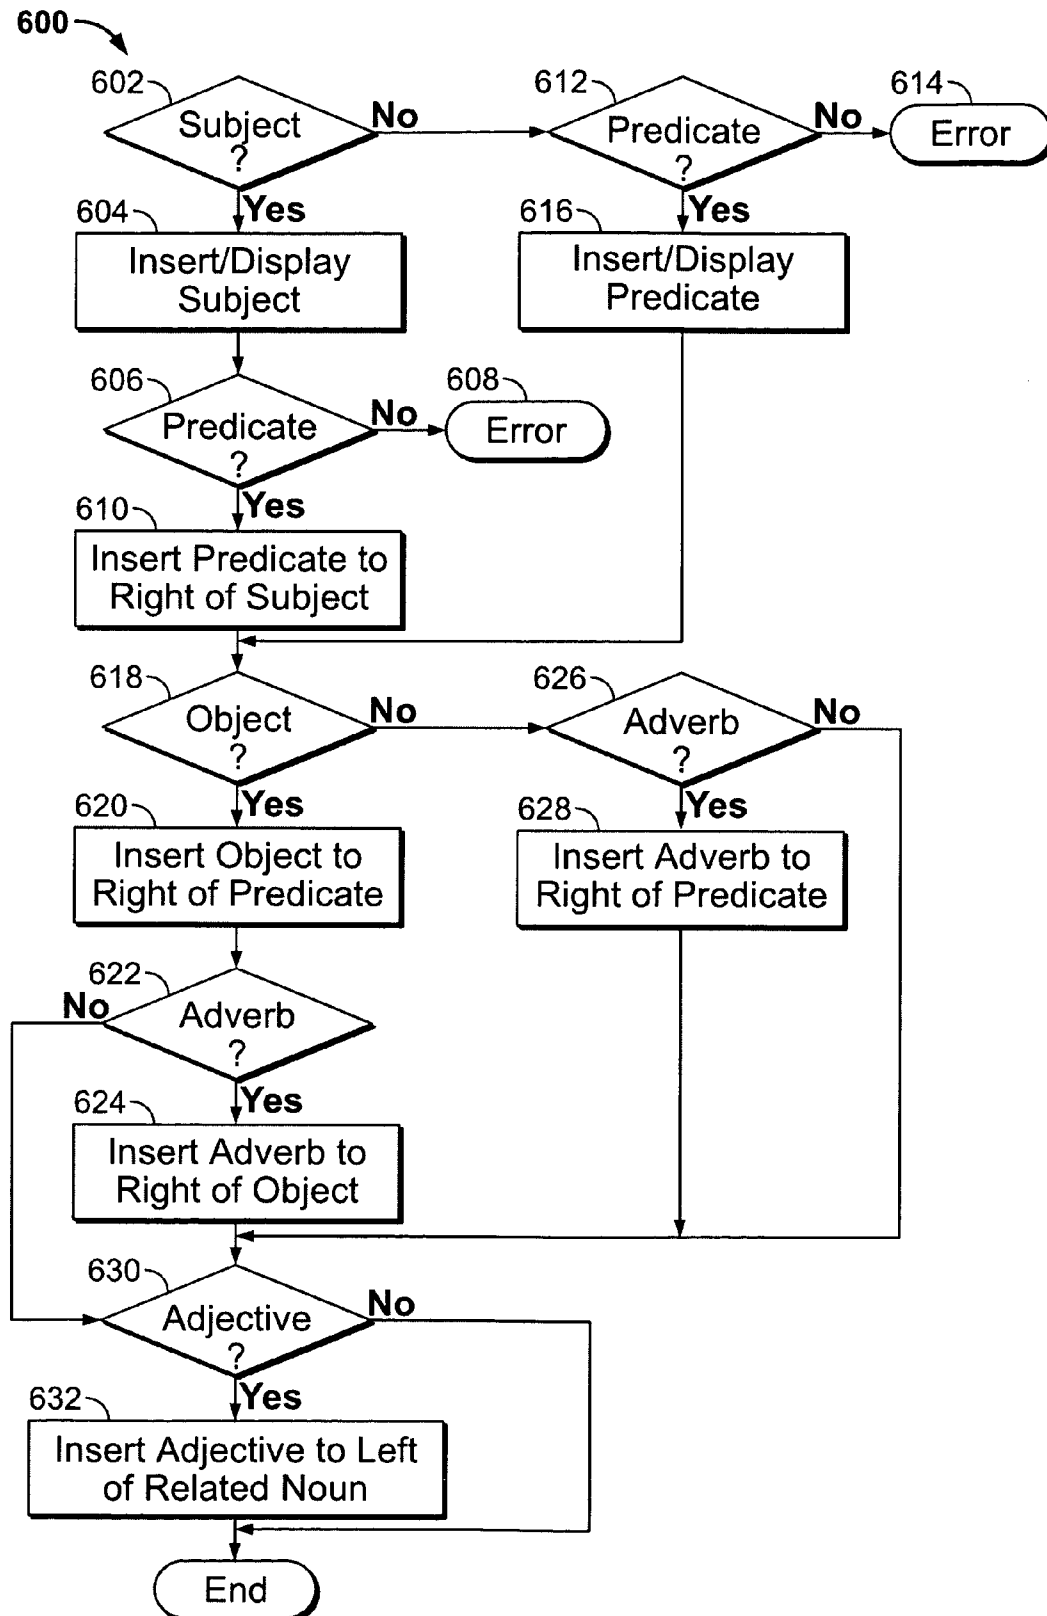 600
602
Subject
?
No
612
Predicate
?
No
614
Error
Yes
604
Insert/Display
Subject
Yes
616
Insert/Display
Predicate
606
Predicate
?
No
608
Error
Yes
610
Insert Predicate to
Right of Subject
618
Object
?
No
626
Adverb
?
No
Yes
620
Insert Object to
Right of Predicate
Yes
628
Insert Adverb to
Right of Predicate
622
No
Adverb
?
Yes
624
Insert Adverb to
Right of Object
630
Adjective
?
No
Yes
632
Insert Adjective to Left
of Related Noun
End